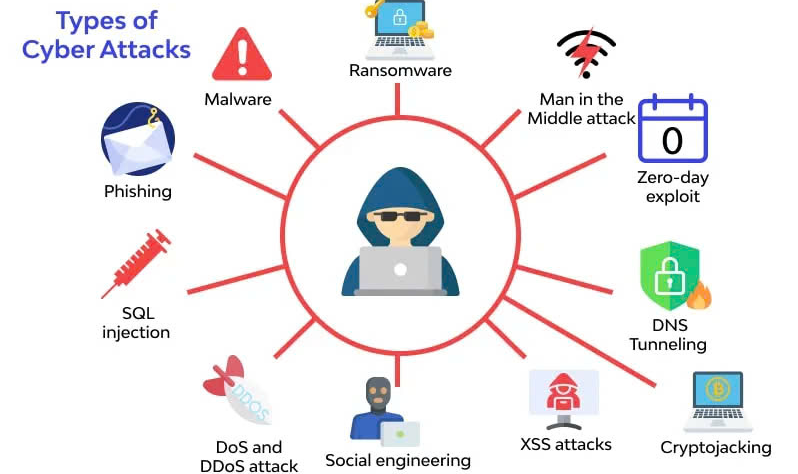 Types of
Cyber Attacks
Ransomware
Malware
Man in the
Middle attack
0
Phishing
Zero-day
exploit
SQL
injection
DNS
Tunneling
DDOS
DoS and
DDoS attack
Social engineering
XSS attacks
Cryptojacking